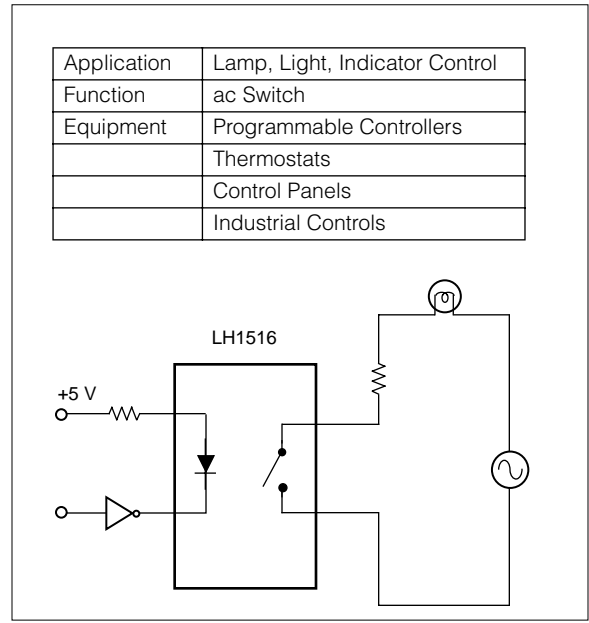 Application Lamp, Light, Indicator Control
Function ac Switch
Equipment Programmable Controllers
Thermostats
Control Panels
Industrial Controls
LH1516
+5 V